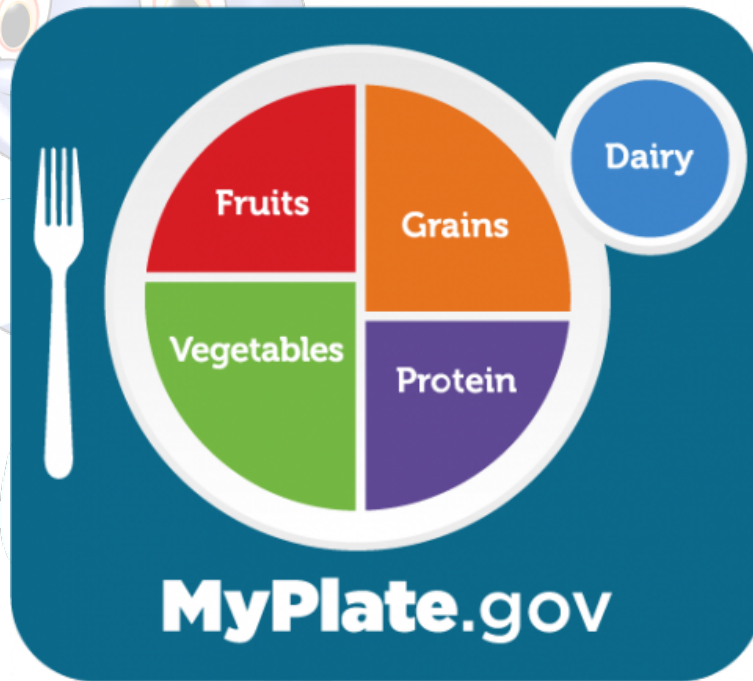 Fruits
Grains
Dairy
Vegetables
Protein
MyPlate.gov